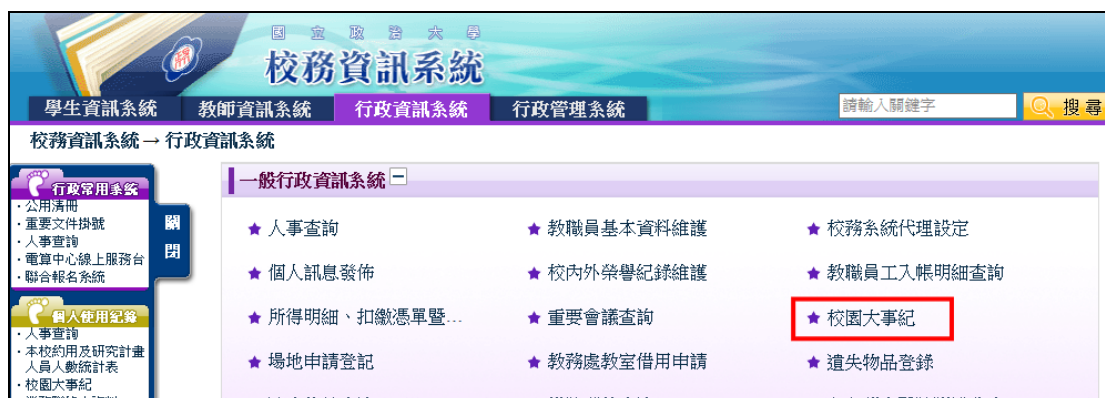 國立政治大學
校務資訊系統
學生資訊系統 教師資訊系統 行政資訊系統 行政管理系統 請輸入關鍵字 搜尋
校務資訊系統→行政資訊系統
行政常用系統
・公用清冊
・重要文件掛號
・人事查詢
・電算中心線上服務台
・聯合報名系統
關閉
個人使用紀錄
・人事查詢
・本校約用及研究計畫
人員人數統計表
・校園大事紀
一般行政資訊系統
★ 人事查詢 ★ 教職員基本資料維護 ★ 校務系統代理設定
★ 個人訊息發佈 ★ 校內外榮譽紀錄維護 ★ 教職員工入帳明細查詢
★ 所得明細、扣繳憑單暨... ★ 重要會議查詢 ★ 校園大事紀
★ 場地申請登記 ★ 教務處教室借用申請 ★ 遺失物品登錄